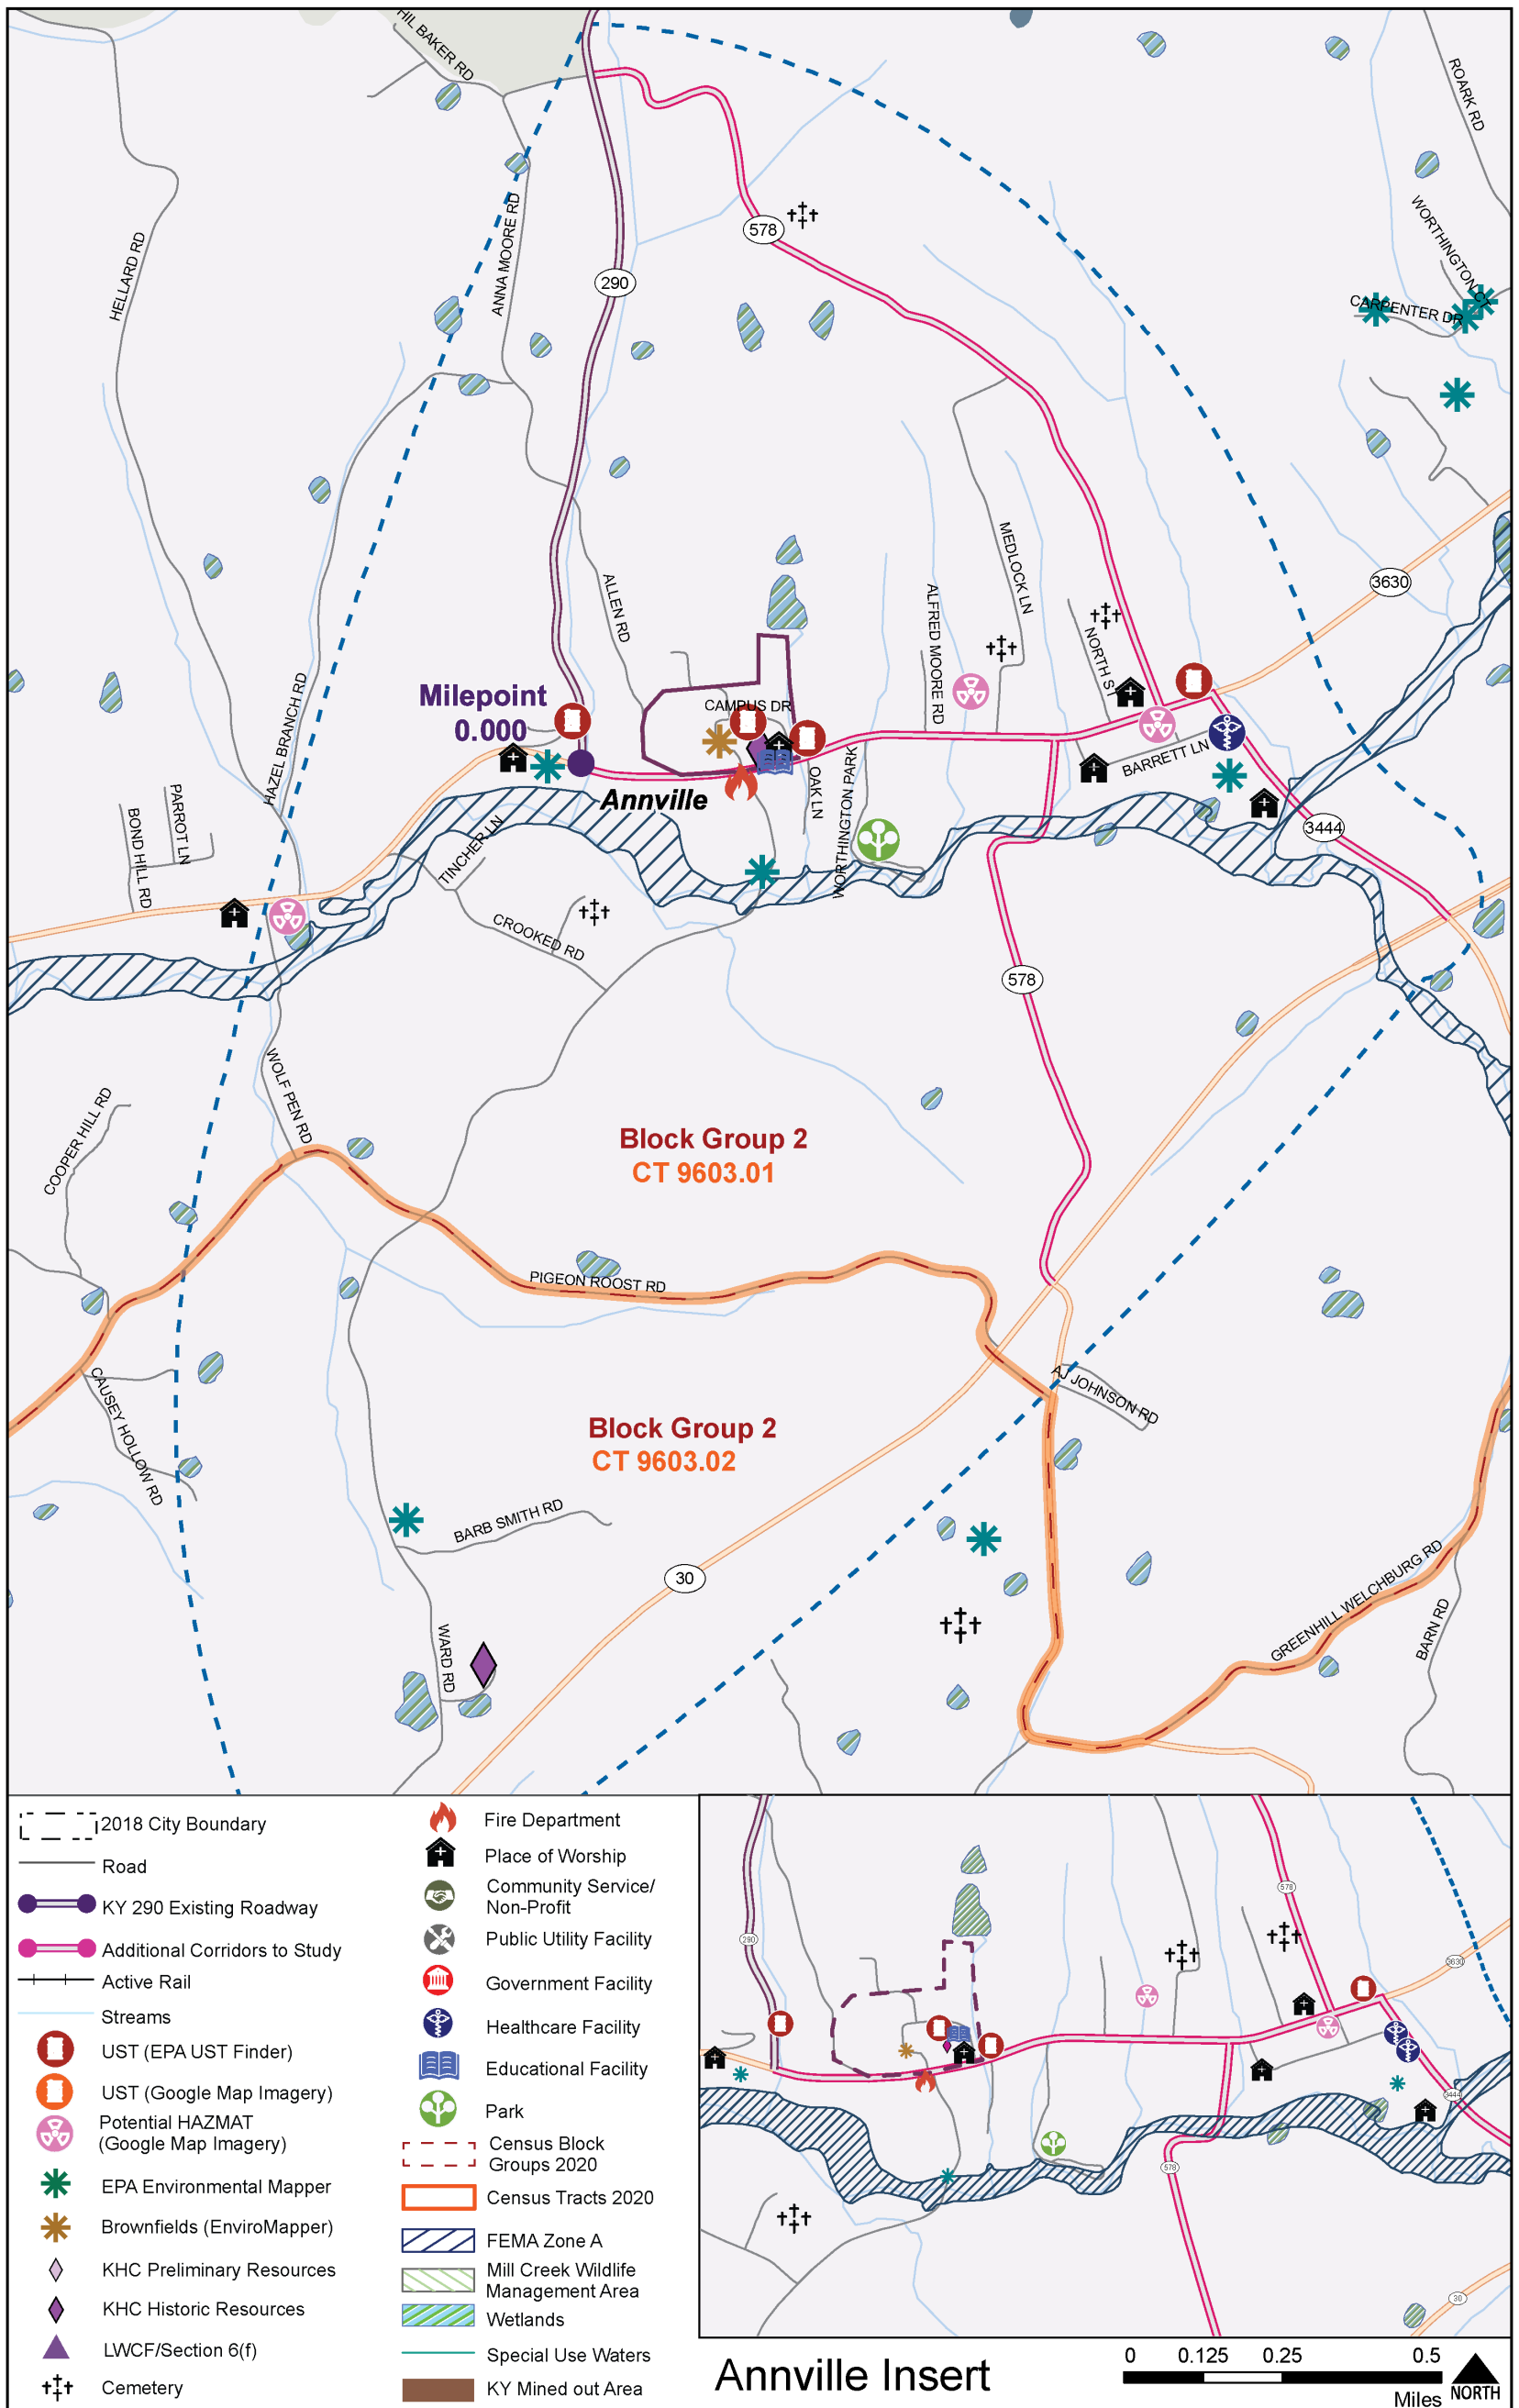 HIL BAKER RD
ROARK RD
WORTHINGTON CT
CARPENTER DR
HELLARD RD
ANNA MOORE RD
578
290
3630
MEDLOCK LN
ALLEN RD
ALFRED MOORE RD
NORTH ST
HAZEL BRANCH RD
Milepoint
0.000
CAMPUS DR
BARRETT LN
Annville
OAK LN
WORTHINGTON PARK
PARROT LN
BOND HILL RD
TINCHER LN
3444
CROOKED RD
578
WOLF PEN RD
COOPER HILL RD
Block Group 2
CT 9603.01
PIGEON ROOST RD
AJ JOHNSON RD
CAUSEY HOLLOW RD
Block Group 2
CT 9603.02
BARB SMITH RD
30
GREENHILL WELCHBURG RD
BARN RD
WARD RD
2018 City Boundary
Road
KY 290 Existing Roadway
Additional Corridors to Study
Active Rail
Streams
UST (EPA UST Finder)
UST (Google Map Imagery)
Potential HAZMAT
(Google Map Imagery)
EPA Environmental Mapper
Brownfields (EnviroMapper)
KHC Preliminary Resources
KHC Historic Resources
LWCF/Section 6(f)
Cemetery
Fire Department
Place of Worship
Community Service/
Non-Profit
Public Utility Facility
Government Facility
Healthcare Facility
Educational Facility
Park
Census Block
Groups 2020
Census Tracts 2020
FEMA Zone A
Mill Creek Wildlife
Management Area
Wetlands
Special Use Waters
KY Mined out Area
578
290
3630
3444
578
30
Annville Insert
0 0.125 0.25 0.5
Miles
NORTH